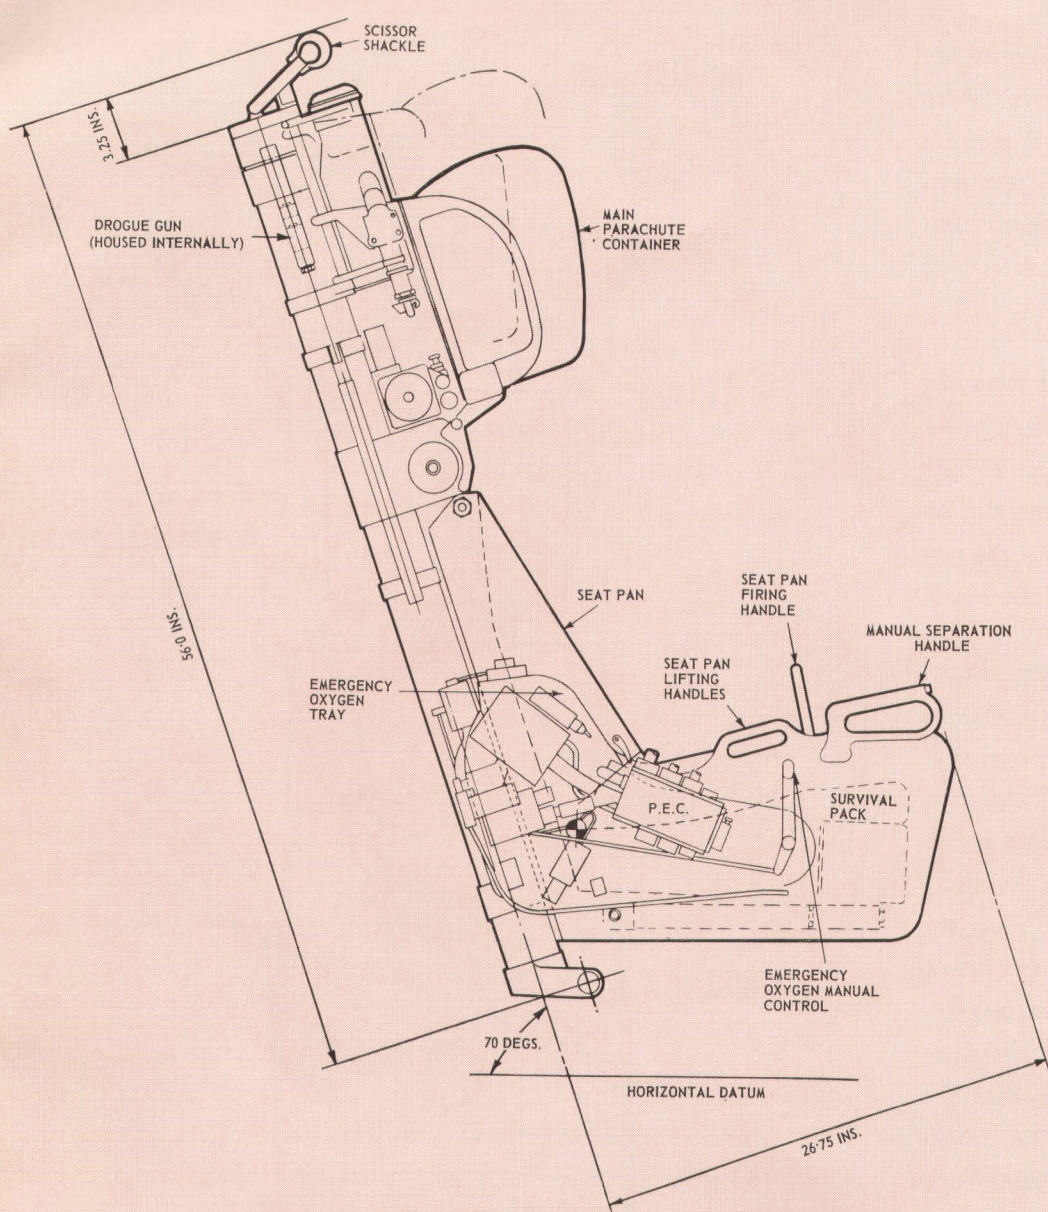 SCISSOR
SHACKLE
3·25 INS.
DROGUE GUN
(HOUSED INTERNALLY)
MAIN
PARACHUTE
CONTAINER
56·0 INS.
SEAT PAN
SEAT PAN
FIRING
HANDLE
MANUAL SEPARATION
HANDLE
SEAT PAN
LIFTING
HANDLES
EMERGENCY
OXYGEN
TRAY
P.E.C.
SURVIVAL
PACK
EMERGENCY
OXYGEN MANUAL
CONTROL
70 DEGS.
HORIZONTAL DATUM
26·75 INS.